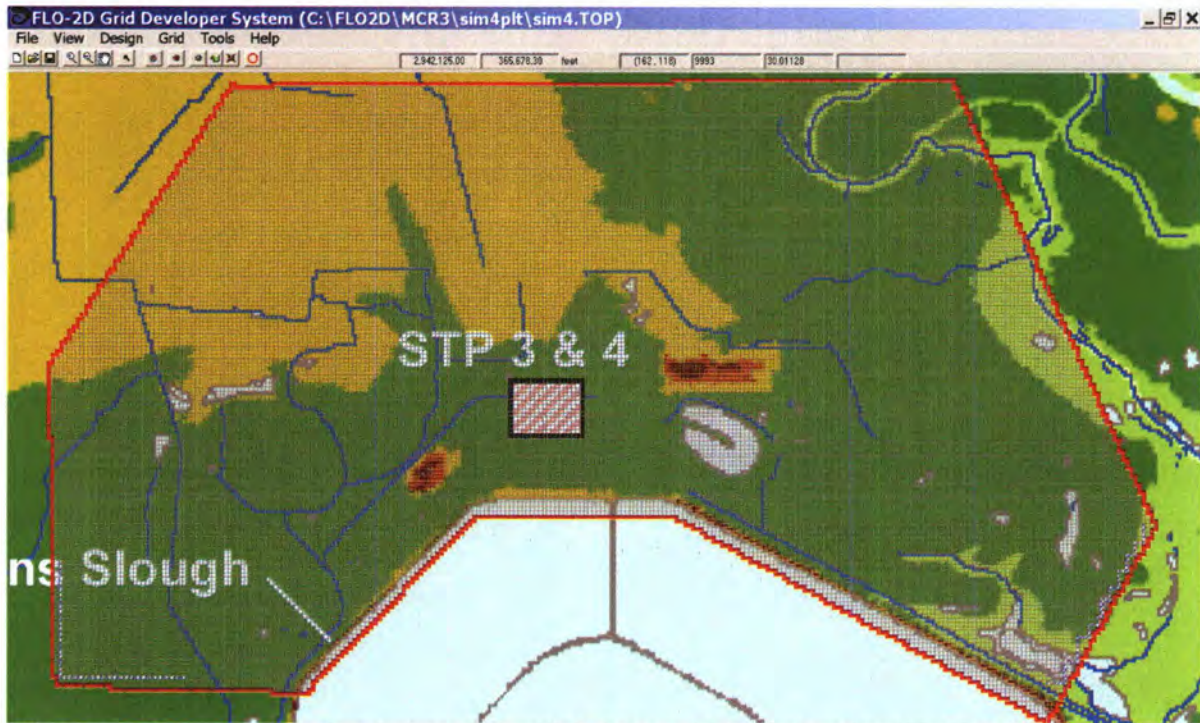 FLO-2D Grid Developer System (C:\FLO2D\MCR3\sim4plt\sim4.TOP)
File View Design Grid Tools Help
2,942,125.00 365,678.30 feet (162, 118) 9993 30.01128
STP 3 & 4
ns Slough